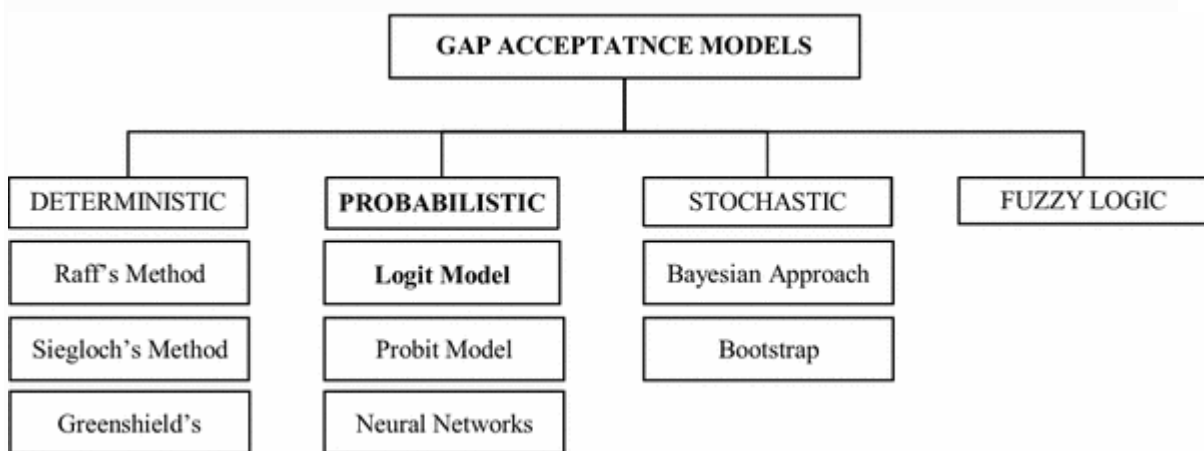 GAP ACCEPTATNCE MODELS
DETERMINISTIC
Raff’s Method
Siegloch’s Method
Greenshield’s
PROBABILISTIC
Logit Model
Probit Model
Neural Networks
STOCHASTIC
Bayesian Approach
Bootstrap
FUZZY LOGIC